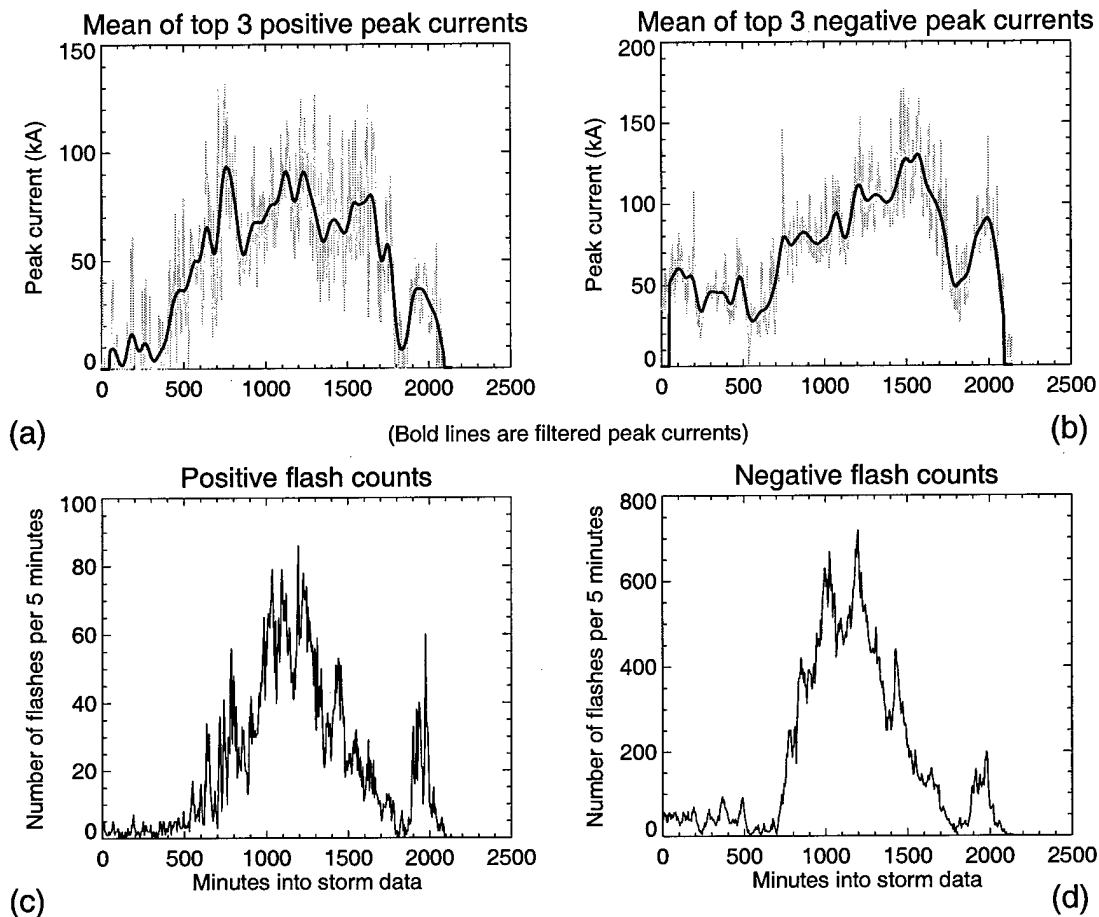 Mean of top 3 positive peak currents
150
100
50
0
Peak current (kA)
0 500 1000 1500 2000 2500
(a)
Mean of top 3 negative peak currents
200
150
100
50
0
Peak current (kA)
0 500 1000 1500 2000 2500
(b)
(Bold lines are filtered peak currents)
Positive flash counts
100
80
60
40
20
0
Number of flashes per 5 minutes
0 500 1000 1500 2000 2500
Minutes into storm data
(c)
Negative flash counts
800
600
400
200
0
Number of flashes per 5 minutes
0 500 1000 1500 2000 2500
Minutes into storm data
(d)